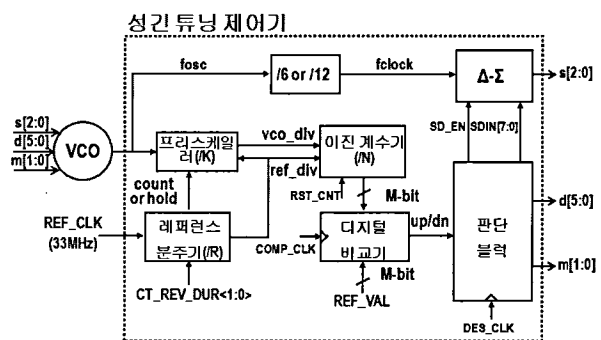 성긴 튜닝 제어기
fosc
/6 or /12
fclock
Δ-Σ
s[2:0]
s[2:0]
d[5:0]
m[1:0]
VCO
프리스케일
러(/K)
vco_div
ref_div
이진 계수기
(/N)
SD_EN
SDIN[7:0]
count
or hold
RST_CNT
M-bit
REF_CLK
(33MHz)
레퍼런스
분주기(/R)
COMP_CLK
디지털
비교기
up/dn
판단
블럭
d[5:0]
m[1:0]
M-bit
CT_REV_DUR<1:0>
REF_VAL
DES_CLK